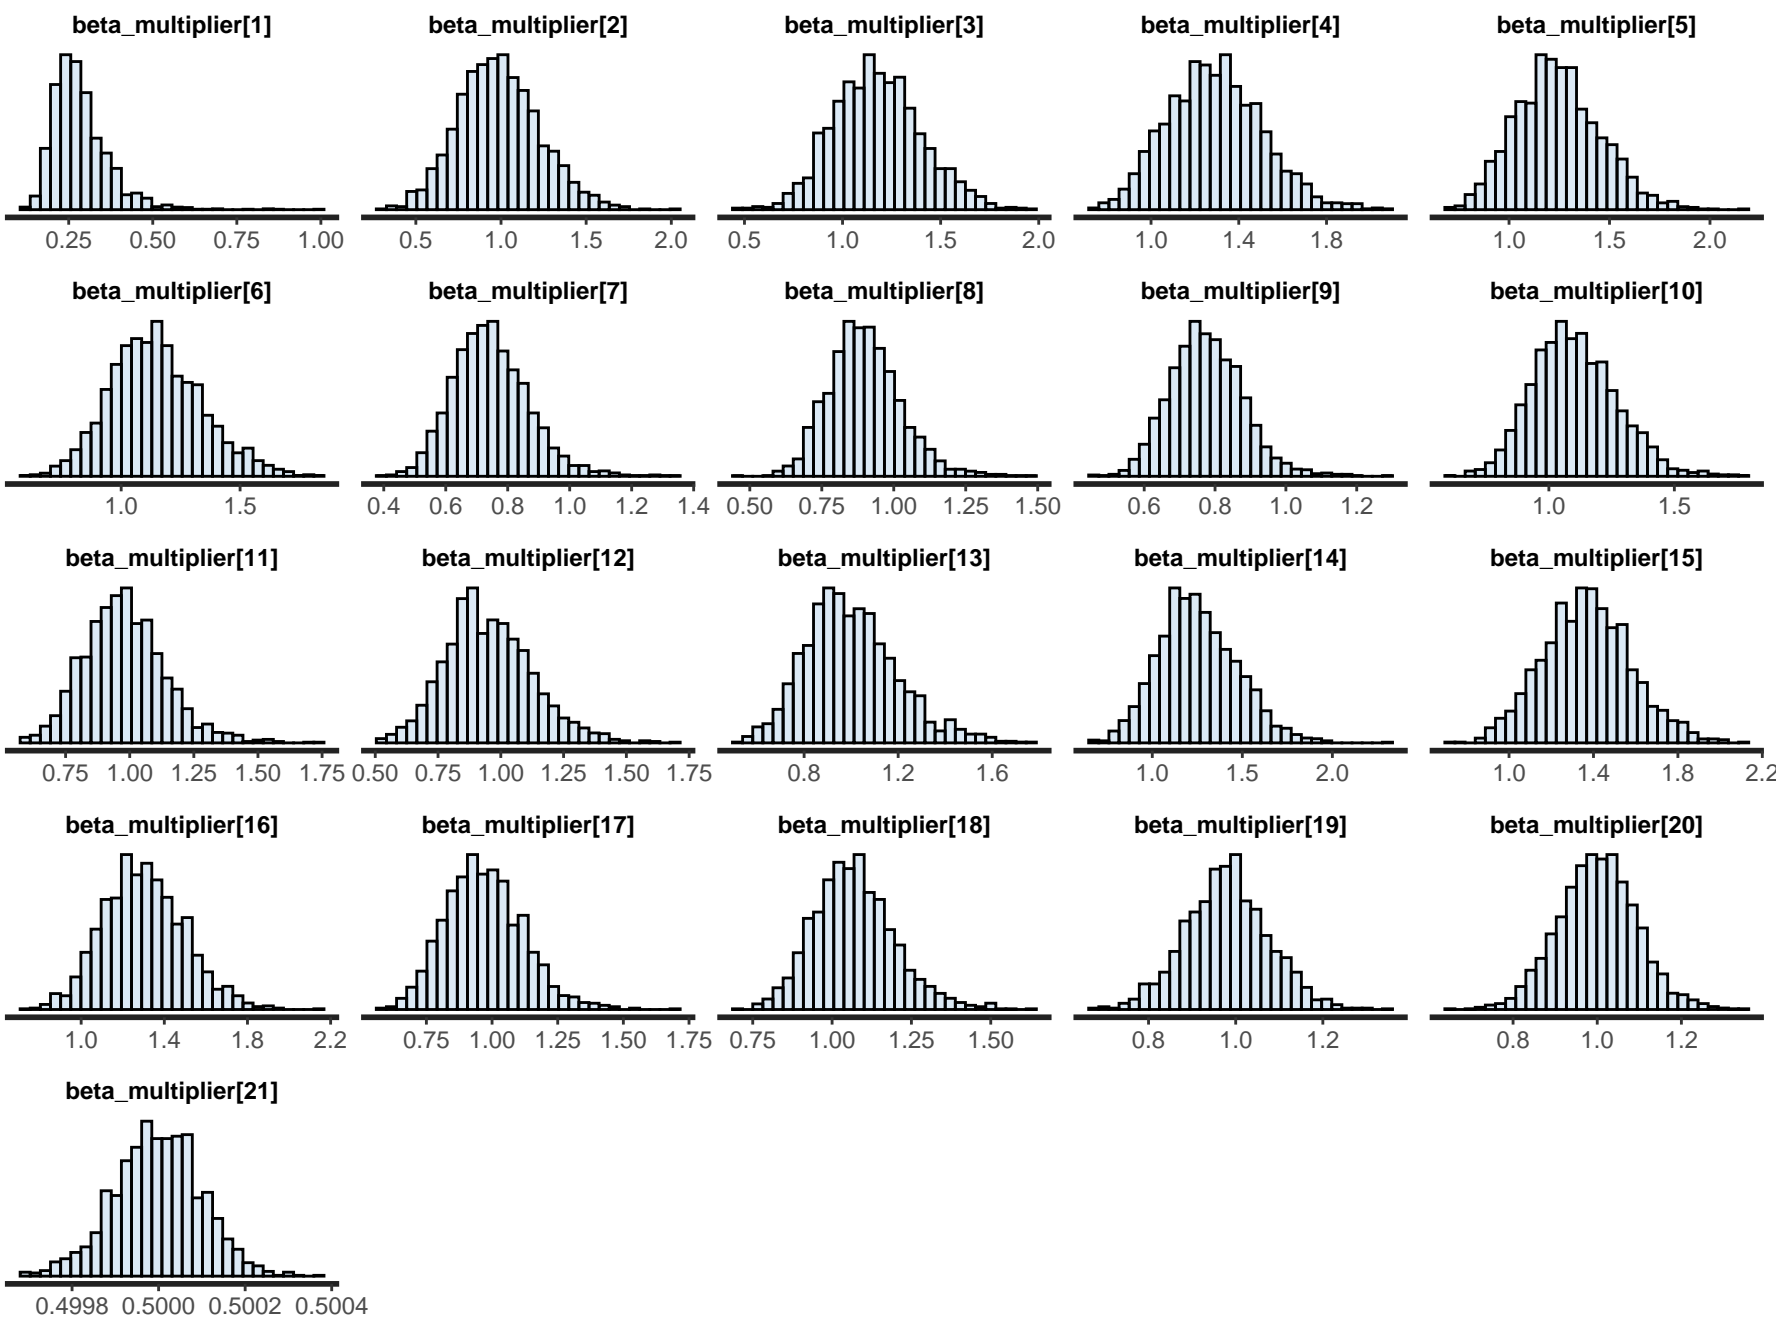 beta_multiplier[1] beta_multiplier[2] beta_multiplier[3] beta_multiplier[4] beta_multiplier[5]
0.25 0.50 0.75 1.00 0.5 1.0 1.5 2.0 0.5 1.0 1.5 2.0 1.0 1.4 1.8 1.0 1.5 2.0
beta_multiplier[6] beta_multiplier[7] beta_multiplier[8] beta_multiplier[9] beta_multiplier[10]
1.0 1.5 0.4 0.6 0.8 1.0 1.2 1.4 0.50 0.75 1.00 1.25 1.50 0.6 0.8 1.0 1.2 1.0 1.5
beta_multiplier[11] beta_multiplier[12] beta_multiplier[13] beta_multiplier[14] beta_multiplier[15]
0.75 1.00 1.25 1.50 1.75 0.50 0.75 1.00 1.25 1.50 1.75 0.8 1.2 1.6 1.0 1.5 2.0 1.0 1.4 1.8 2.2
beta_multiplier[16] beta_multiplier[17] beta_multiplier[18] beta_multiplier[19] beta_multiplier[20]
1.0 1.4 1.8 2.2 0.75 1.00 1.25 1.50 1.75 0.75 1.00 1.25 1.50 0.8 1.0 1.2 0.8 1.0 1.2
beta_multiplier[21]
0.4998 0.5000 0.5002 0.5004